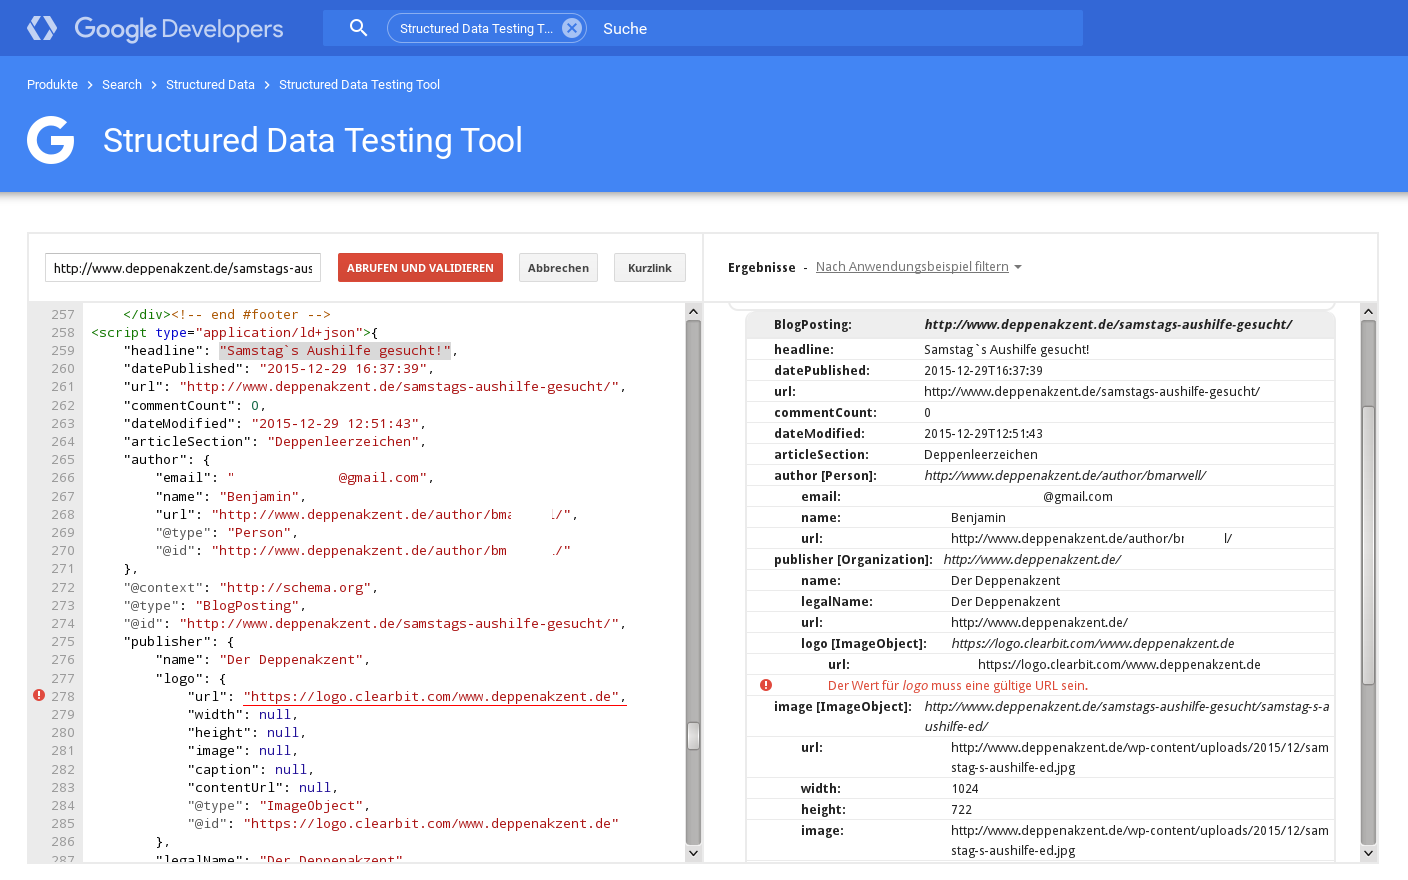 Google Developers
Structured Data Testing T... Suche
Produkte > Search > Structured Data > Structured Data Testing Tool
Structured Data Testing Tool
http://www.deppenakzent.de/samstags-aus ABRUFEN UND VALIDIEREN Abbrechen Kurzlink
Ergebnisse - Nach Anwendungsbeispiel filtern
257 </div><!-- end #footer -->
258 <script type="application/ld+json">{
259 "headline": "Samstag`s Aushilfe gesucht!",
260 "datePublished": "2015-12-29 16:37:39",
261 "url": "http://www.deppenakzent.de/samstags-aushilfe-gesucht/",
262 "commentCount": 0,
263 "dateModified": "2015-12-29 12:51:43",
264 "articleSection": "Deppenleerzeichen",
265 "author": {
266 "email": " @gmail.com",
267 "name": "Benjamin",
268 "url": "http://www.deppenakzent.de/author/bma l/",
269 "@type": "Person",
270 "@id": "http://www.deppenakzent.de/author/bm l/"
271 },
272 "@context": "http://schema.org",
273 "@type": "BlogPosting",
274 "@id": "http://www.deppenakzent.de/samstags-aushilfe-gesucht/",
275 "publisher": {
276 "name": "Der Deppenakzent",
277 "logo": {
278 "url": "https://logo.clearbit.com/www.deppenakzent.de",
279 "width": null,
280 "height": null,
281 "image": null,
282 "caption": null,
283 "contentUrl": null,
284 "@type": "ImageObject",
285 "@id": "https://logo.clearbit.com/www.deppenakzent.de"
286 },
287 "legalName": "Der Deppenakzent"
BlogPosting: http://www.deppenakzent.de/samstags-aushilfe-gesucht/
headline: Samstag`s Aushilfe gesucht!
datePublished: 2015-12-29T16:37:39
url: http://www.deppenakzent.de/samstags-aushilfe-gesucht/
commentCount: 0
dateModified: 2015-12-29T12:51:43
articleSection: Deppenleerzeichen
author [Person]: http://www.deppenakzent.de/author/bmarwell/
email: @gmail.com
name: Benjamin
url: http://www.deppenakzent.de/author/br l/
publisher [Organization]: http://www.deppenakzent.de/
name: Der Deppenakzent
legalName: Der Deppenakzent
url: http://www.deppenakzent.de/
logo [ImageObject]: https://logo.clearbit.com/www.deppenakzent.de
url: https://logo.clearbit.com/www.deppenakzent.de
Der Wert für logo muss eine gültige URL sein.
image [ImageObject]: http://www.deppenakzent.de/samstags-aushilfe-gesucht/samstag-s-a
ushilfe-ed/
url: http://www.deppenakzent.de/wp-content/uploads/2015/12/sam
stag-s-aushilfe-ed.jpg
width: 1024
height: 722
image: http://www.deppenakzent.de/wp-content/uploads/2015/12/sam
stag-s-aushilfe-ed.jpg